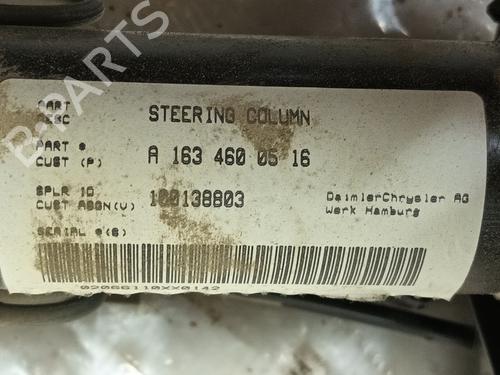 B-PARTS
PART
DESC STEERING COLUMN
PART #
CUST (P) A 163 460 05 16
SPLR ID
CUST ASGN(V) 100138803
DaimlerChrysler AG
Werk Hamburg
SERIAL #(S)
02066110XX0142